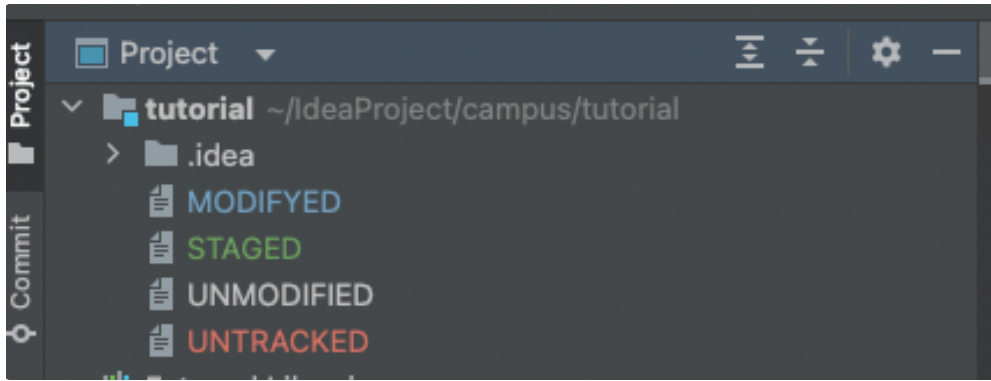 Project
Project
Commit
tutorial ~/IdeaProject/campus/tutorial
.idea
MODIFYED
STAGED
UNMODIFIED
UNTRACKED